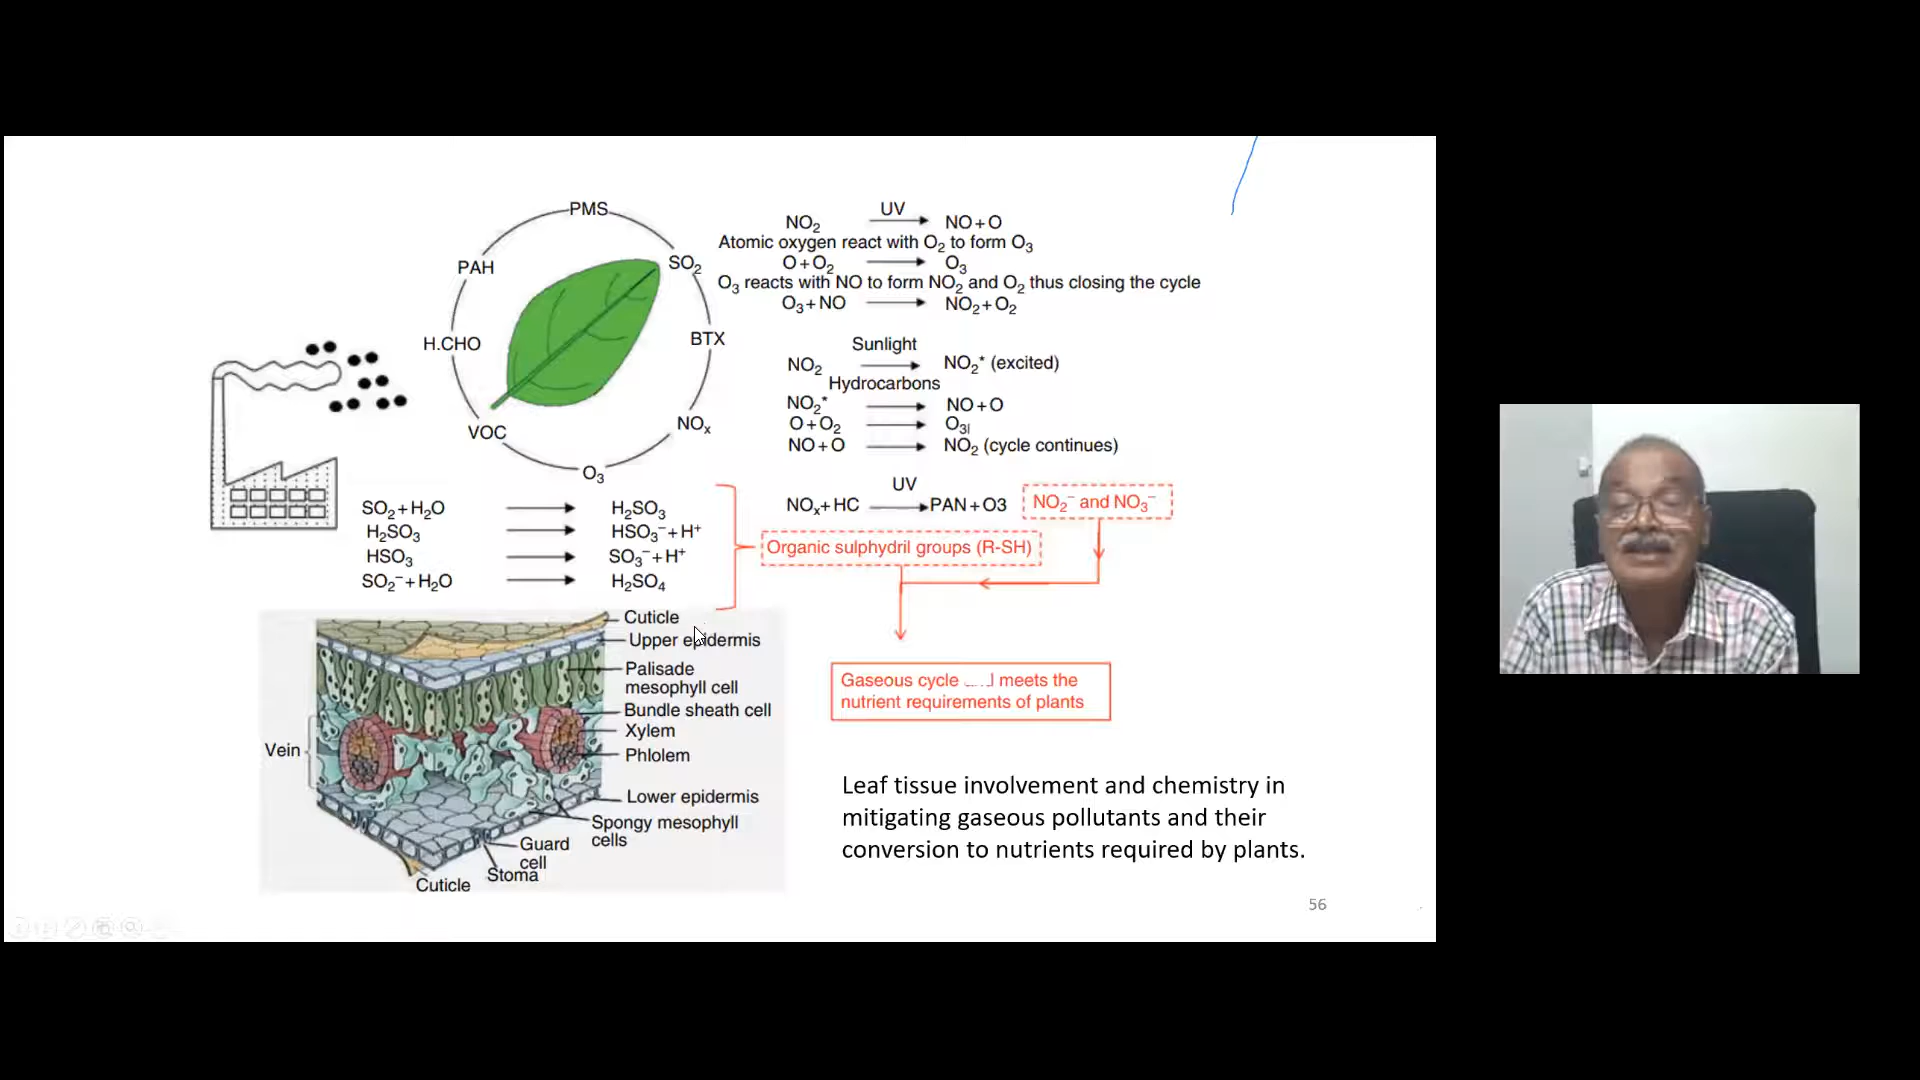 PMS
PAH
SO₂
H.CHO
BTX
VOC
NOₓ
O₃
UV
NO₂ → NO + O
Atomic oxygen react with O₂ to form O₃
O + O₂ → O₃
O₃ reacts with NO to form NO₂ and O₂ thus closing the cycle
O₃ + NO → NO₂ + O₂
Sunlight
NO₂ → NO₂* (excited)
Hydrocarbons
NO₂* → NO + O
O + O₂ → O₃|
NO + O → NO₂ (cycle continues)
UV
NOₓ + HC → PAN + O3
NO₂⁻ and NO₃⁻
SO₂ + H₂O → H₂SO₃
H₂SO₃ → HSO₃⁻ + H⁺
HSO₃ → SO₃⁻ + H⁺
SO₂⁻ + H₂O → H₂SO₄
Organic sulphydril groups (R-SH)
Gaseous cycle meets the
nutrient requirements of plants
Cuticle
Upper epidermis
Palisade
mesophyll cell
Bundle sheath cell
Xylem
Phlolem
Vein
Lower epidermis
Spongy mesophyll
cells
Guard
cell
Stoma
Cuticle
Leaf tissue involvement and chemistry in
mitigating gaseous pollutants and their
conversion to nutrients required by plants.
56